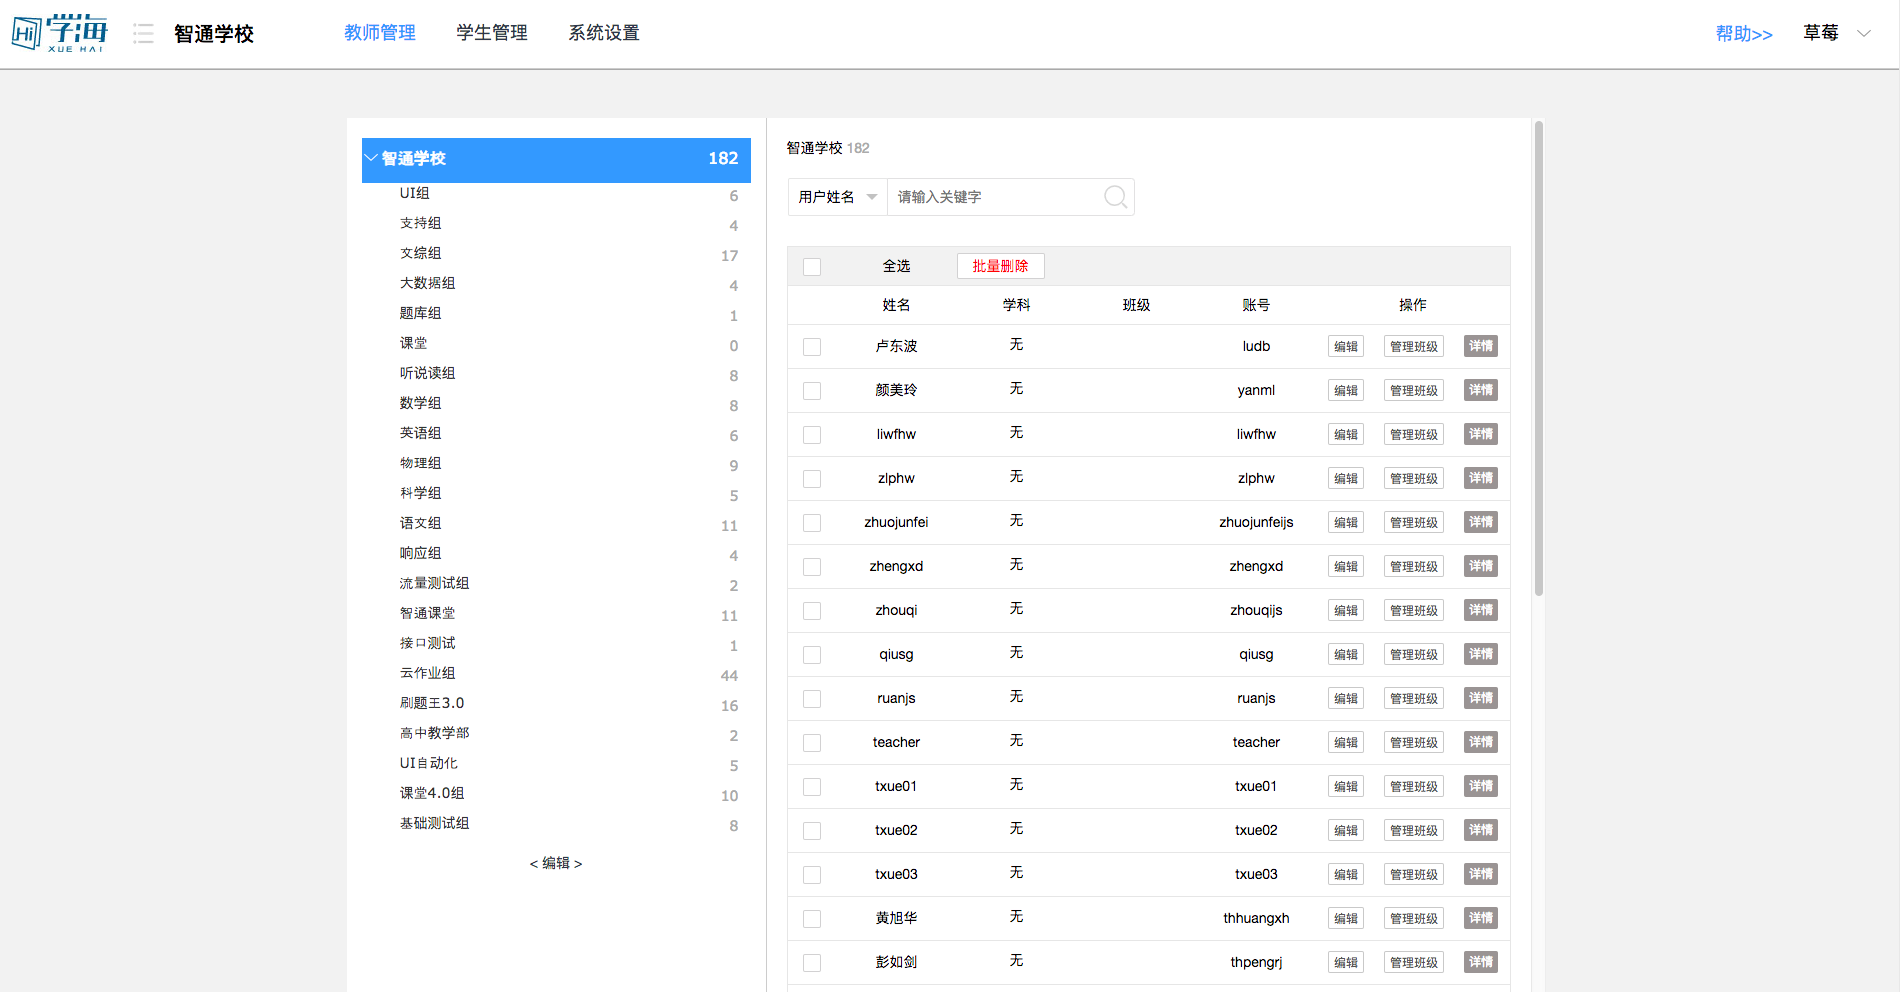 Hi 学海 XUE HAI 智通学校 教师管理 学生管理 系统设置 帮助>> 草莓
智通学校 182
UI组 6
支持组 4
文综组 17
大数据组 4
题库组 1
课堂 0
听说读组 8
数学组 8
英语组 6
物理组 9
科学组 5
语文组 11
响应组 4
流量测试组 2
智通课堂 11
接口测试 1
云作业组 44
刷题王3.0 16
高中教学部 2
UI自动化 5
课堂4.0组 10
基础测试组 8
< 编辑 >
智通学校 182
用户姓名 请输入关键字
全选 批量删除
姓名 学科 班级 账号 操作
卢东波 无 ludb 编辑 管理班级 详情
颜美玲 无 yanml 编辑 管理班级 详情
liwfhw 无 liwfhw 编辑 管理班级 详情
zlphw 无 zlphw 编辑 管理班级 详情
zhuojunfei 无 zhuojunfeijs 编辑 管理班级 详情
zhengxd 无 zhengxd 编辑 管理班级 详情
zhouqi 无 zhouqijs 编辑 管理班级 详情
qiusg 无 qiusg 编辑 管理班级 详情
ruanjs 无 ruanjs 编辑 管理班级 详情
teacher 无 teacher 编辑 管理班级 详情
txue01 无 txue01 编辑 管理班级 详情
txue02 无 txue02 编辑 管理班级 详情
txue03 无 txue03 编辑 管理班级 详情
黄旭华 无 thhuangxh 编辑 管理班级 详情
彭如剑 无 thpengrj 编辑 管理班级 详情